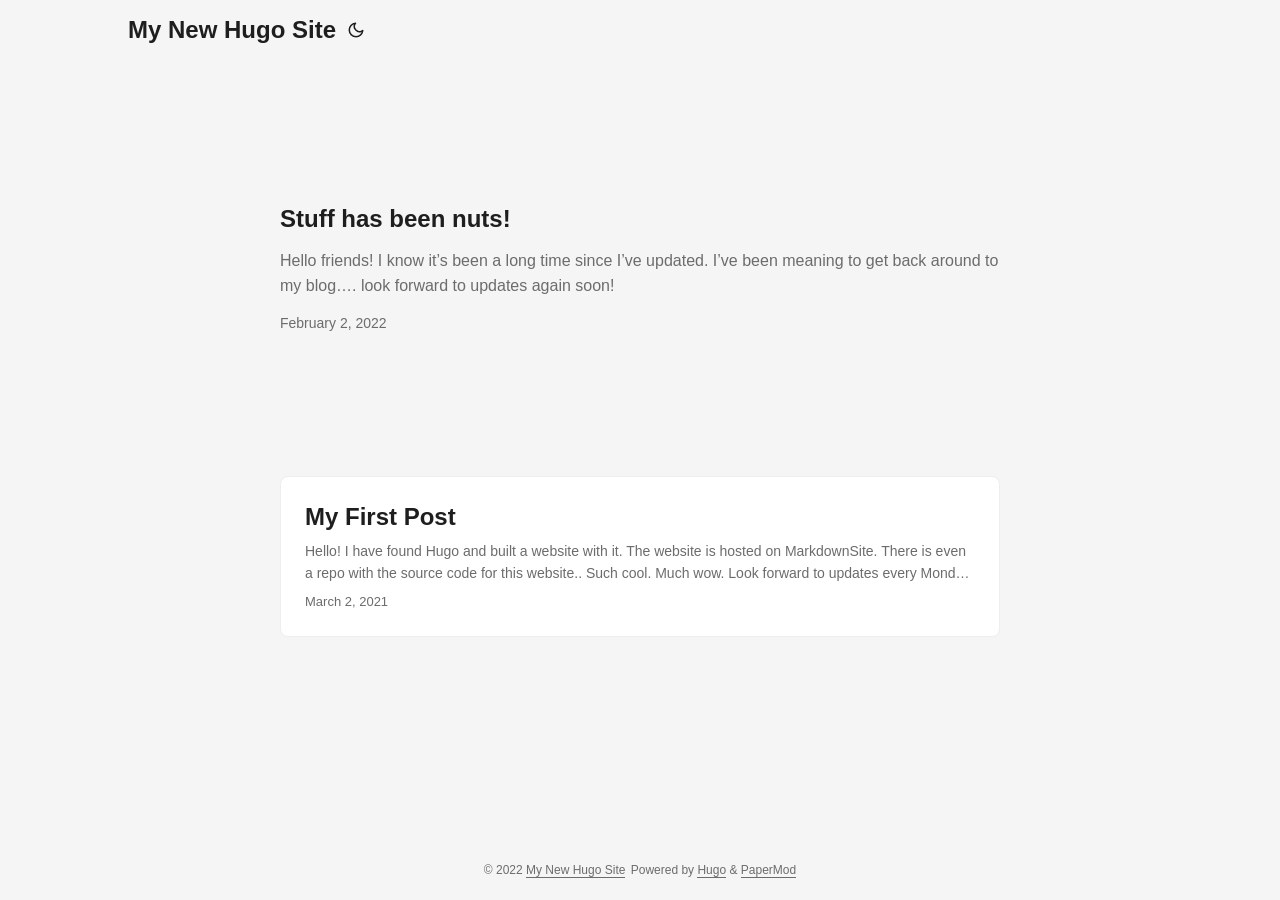 My New Hugo Site
Stuff has been nuts!
Hello friends! I know it’s been a long time since I’ve updated. I’ve been meaning to get back around to
my blog…. look forward to updates again soon!
February 2, 2022
My First Post
Hello! I have found Hugo and built a website with it. The website is hosted on MarkdownSite. There is even
a repo with the source code for this website.. Such cool. Much wow. Look forward to updates every Mond…
March 2, 2021
© 2022 My New Hugo Site Powered by Hugo & PaperMod